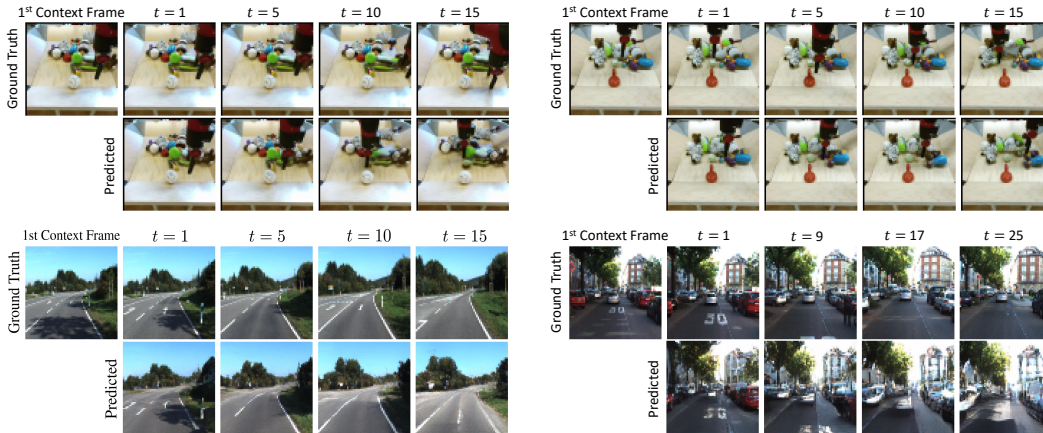 1st Context Frame t = 1 t = 5 t = 10 t = 15
Ground Truth
Predicted
1st Context Frame t = 1 t = 5 t = 10 t = 15
Ground Truth
Predicted
1st Context Frame t = 1 t = 5 t = 10 t = 15
Ground Truth
Predicted
1st Context Frame t = 1 t = 9 t = 17 t = 25
Ground Truth
30 30
Predicted